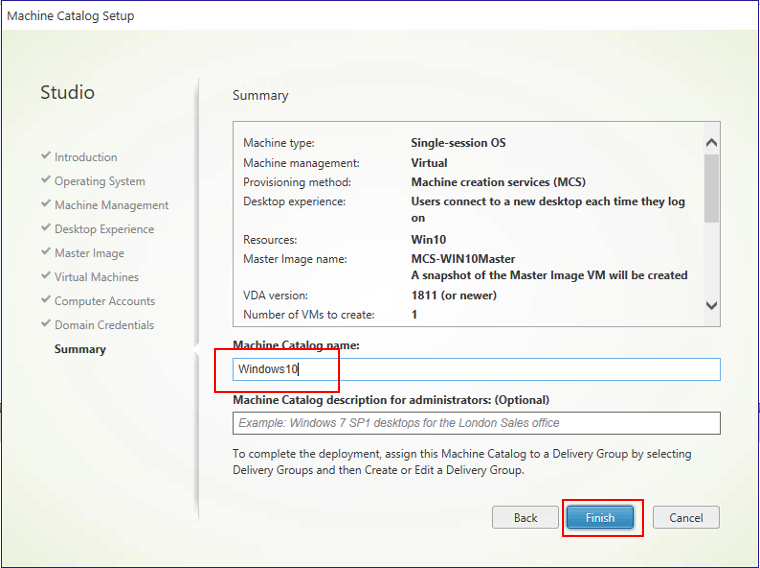 Machine Catalog Setup
Studio
Introduction
Operating System
Machine Management
Desktop Experience
Master Image
Virtual Machines
Computer Accounts
Domain Credentials
Summary
Summary
Machine type: Single-session OS
Machine management: Virtual
Provisioning method: Machine creation services (MCS)
Desktop experience: Users connect to a new desktop each time they log
on
Resources: Win10
Master Image name: MCS-WIN10Master
A snapshot of the Master Image VM will be created
VDA version: 1811 (or newer)
Number of VMs to create: 1
Machine Catalog name:
Windows10
Machine Catalog description for administrators: (Optional)
Example: Windows 7 SP1 desktops for the London Sales office
To complete the deployment, assign this Machine Catalog to a Delivery Group by selecting
Delivery Groups and then Create or Edit a Delivery Group.
Back Finish Cancel